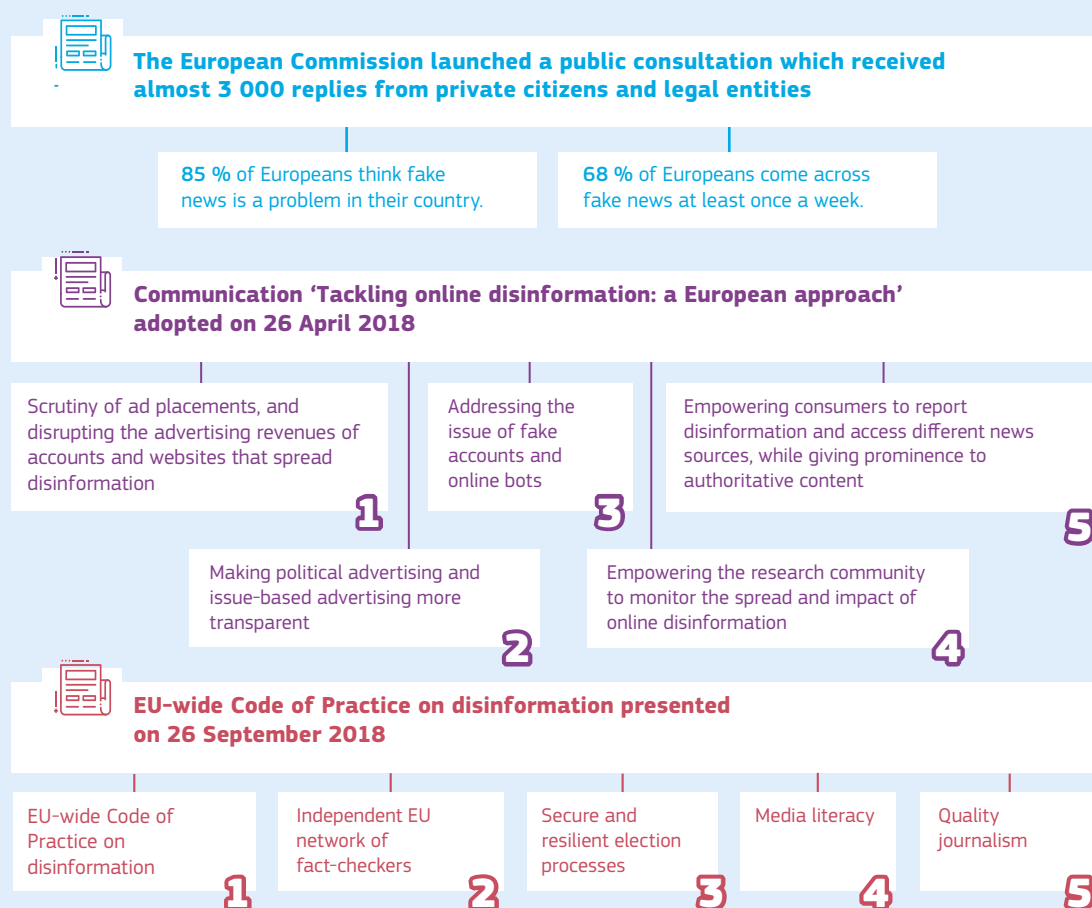 The European Commission launched a public consultation which received
almost 3 000 replies from private citizens and legal entities
85 % of Europeans think fake
news is a problem in their country.
68 % of Europeans come across
fake news at least once a week.
Communication ‘Tackling online disinformation: a European approach’
adopted on 26 April 2018
Scrutiny of ad placements, and
disrupting the advertising revenues of
accounts and websites that spread
disinformation
1
Making political advertising and
issue-based advertising more
transparent
2
Addressing the
issue of fake
accounts and
online bots
3
Empowering the research community
to monitor the spread and impact of
online disinformation
4
Empowering consumers to report
disinformation and access different news
sources, while giving prominence to
authoritative content
5
EU-wide Code of Practice on disinformation presented
on 26 September 2018
EU-wide Code of
Practice on
disinformation
1
Independent EU
network of
fact-checkers
2
Secure and
resilient election
processes
3
Media literacy
4
Quality
journalism
5